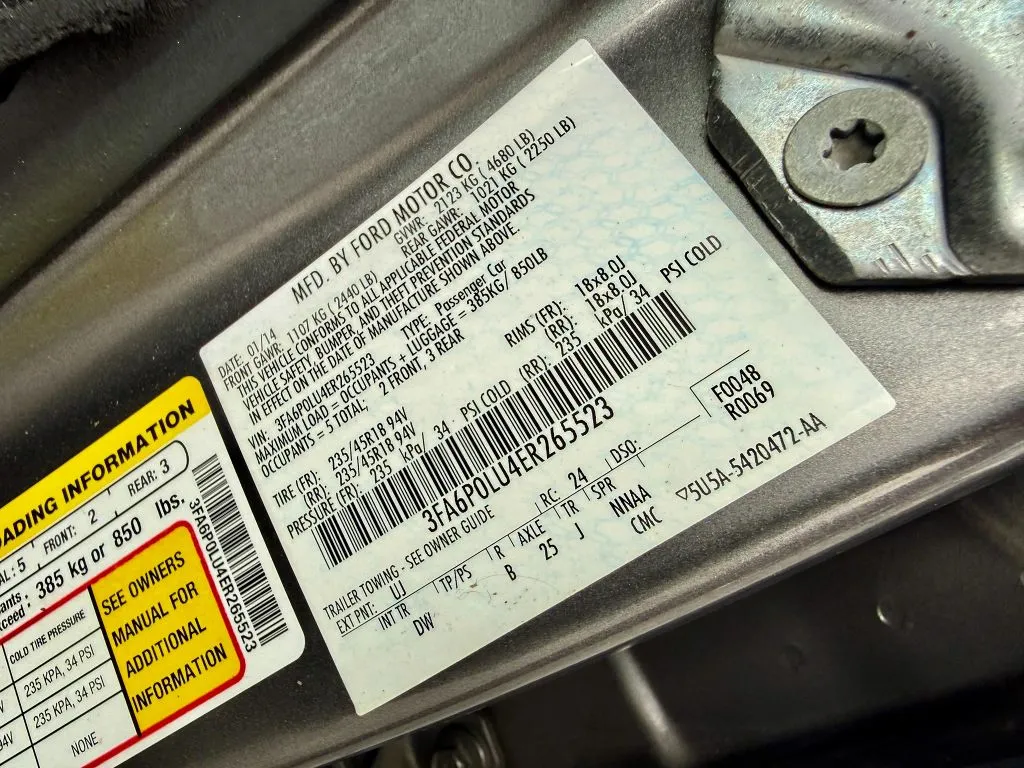 MFD. BY FORD MOTOR CO
DATE: 01/14 GVWR: 2123 KG ( 4680 LB)
FRONT GAWR: 1107 KG ( 2440 LB) REAR GAWR: 1021 KG ( 2250 LB)
THIS VEHICLE CONFORMS TO ALL APPLICABLE FEDERAL MOTOR
VEHICLE SAFETY, BUMPER, AND THEFT PREVENTION STANDARDS
IN EFFECT ON THE DATE OF MANUFACTURE SHOWN ABOVE.
VIN: 3FA6P0LU4ER265523 TYPE: Passenger Car
MAXIMUM LOAD = OCCUPANTS + LUGGAGE = 385KG/ 850LB
OCCUPANTS = 5 TOTAL, 2 FRONT, 3 REAR
TIRE (FR): 235/45R18 94V RIMS (FR): 18x8.0J
(RR): 235/45R18 94V (RR): 18x8.0J
PRESSURE (FR): 235 kPa/ 34 PSI COLD (RR): 235 kPa/ 34 PSI COLD
3FA6P0LU4ER265523
F0048
R0069
TRAILER TOWING - SEE OWNER GUIDE
EXT PNT: UJ RC: 24 DSO:
INT TR TP/PS R AXLE TR SPR
DW B 25 J NNAA
CMC
5U5A-5420472-AA
ADING INFORMATION
AL: 5 FRONT: 2 REAR: 3
ants
xceed: 385 kg or 850 lbs.
COLD TIRE PRESSURE
V 235 KPA, 34 PSI
94V 235 KPA, 34 PSI
NONE
SEE OWNERS
MANUAL FOR
ADDITIONAL
INFORMATION
3FA6P0LU4ER265523